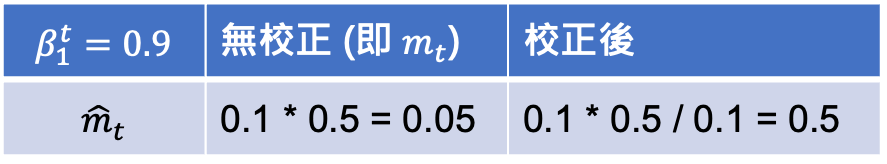 β₁ᵗ = 0.9 無校正 (即 mₜ) 校正後
m̂ₜ 0.1 * 0.5 = 0.05 0.1 * 0.5 / 0.1 = 0.5